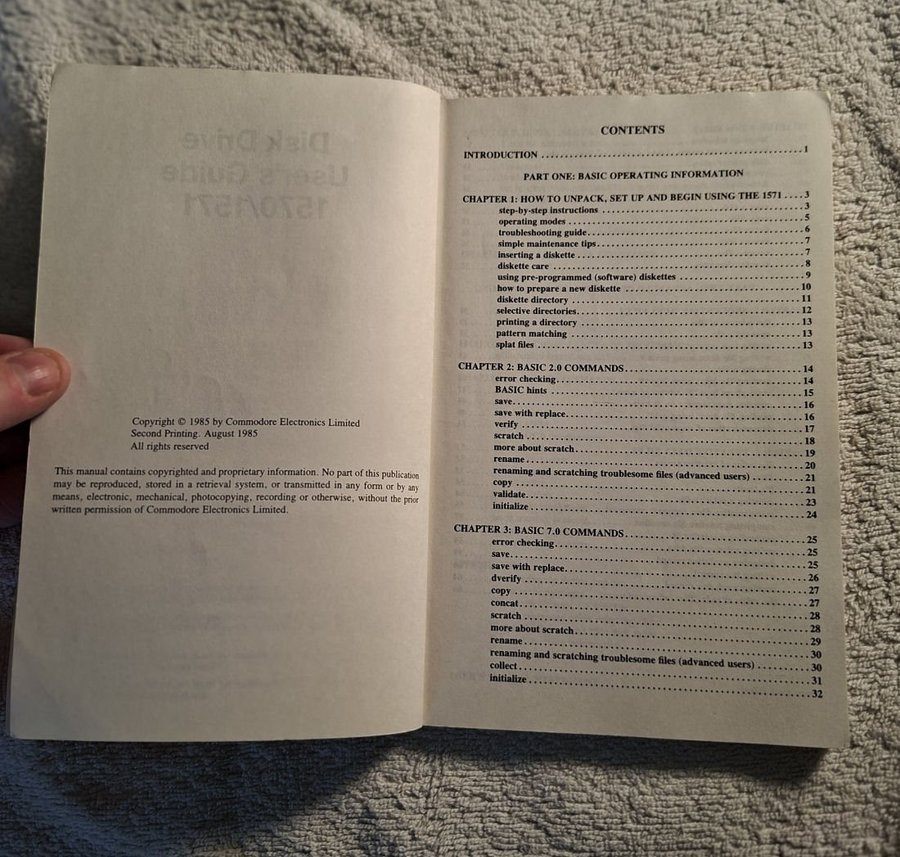 Disk Drive
User's Guide
1570/1571
Copyright © 1985 by Commodore Electronics Limited
Second Printing. August 1985
All rights reserved
This manual contains copyrighted and proprietary information. No part of this publication
may be reproduced, stored in a retrieval system, or transmitted in any form or by any
means, electronic, mechanical, photocopying, recording or otherwise, without the prior
written permission of Commodore Electronics Limited.
CONTENTS
INTRODUCTION ........ 1
PART ONE: BASIC OPERATING INFORMATION
CHAPTER 1: HOW TO UNPACK, SET UP AND BEGIN USING THE 1571 .... 3
step-by-step instructions ........ 3
operating modes ........ 5
troubleshooting guide ........ 6
simple maintenance tips ........ 7
inserting a diskette ........ 7
diskette care ........ 8
using pre-programmed (software) diskettes ........ 9
how to prepare a new diskette ........ 10
diskette directory ........ 11
selective directories ........ 12
printing a directory ........ 13
pattern matching ........ 13
splat files ........ 13
CHAPTER 2: BASIC 2.0 COMMANDS ........ 14
error checking ........ 14
BASIC hints ........ 15
save ........ 16
save with replace ........ 16
verify ........ 17
scratch ........ 18
more about scratch ........ 19
rename ........ 20
renaming and scratching troublesome files (advanced users) ........ 21
copy ........ 21
validate ........ 23
initialize ........ 24
CHAPTER 3: BASIC 7.0 COMMANDS ........ 25
error checking ........ 25
save ........ 25
save with replace ........ 26
dverify ........ 27
copy ........ 27
concat ........ 28
scratch ........ 28
more about scratch ........ 29
rename ........ 30
renaming and scratching troublesome files (advanced users) ........ 30
collect ........ 31
initialize ........ 32